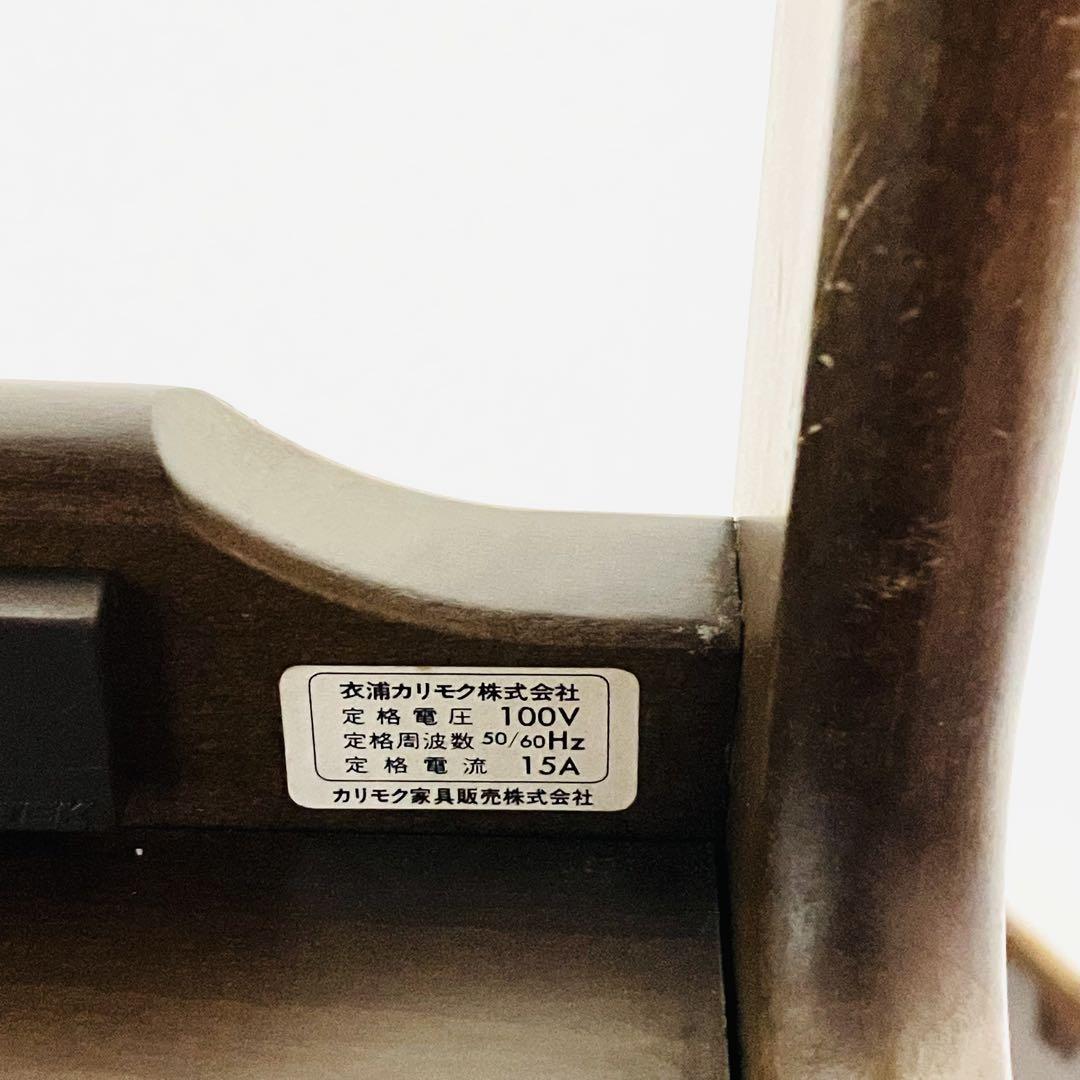 衣浦カリモク株式会社
定格電圧 100V
定格周波数 50/60Hz
定格電流 15A
カリモク家具販売株式会社